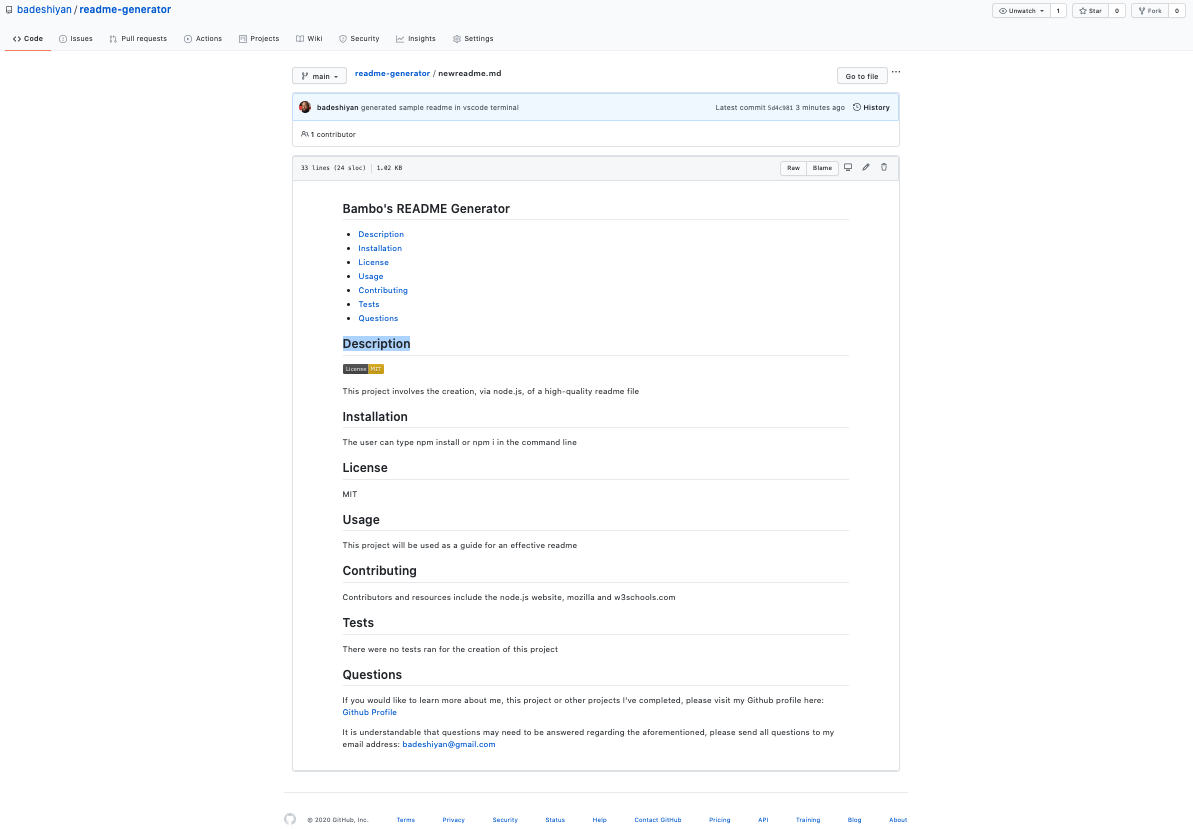 badeshiyan / readme-generator
Unwatch 1 Star 0 Fork 0
Code Issues Pull requests Actions Projects Wiki Security Insights Settings
main readme-generator / newreadme.md Go to file ...
badeshiyan generated sample readme in vscode terminal Latest commit 5d4c981 3 minutes ago History
1 contributor
33 lines (24 sloc) 1.02 KB Raw Blame
Bambo's README Generator
Description
Installation
License
Usage
Contributing
Tests
Questions
Description
License MIT
This project involves the creation, via node.js, of a high-quality readme file
Installation
The user can type npm install or npm i in the command line
License
MIT
Usage
This project will be used as a guide for an effective readme
Contributing
Contributors and resources include the node.js website, mozilla and w3schools.com
Tests
There were no tests ran for the creation of this project
Questions
If you would like to learn more about me, this project or other projects I've completed, please visit my Github profile here:
Github Profile
It is understandable that questions may need to be answered regarding the aforementioned, please send all questions to my
email address: badeshiyan@gmail.com
© 2020 GitHub, Inc. Terms Privacy Security Status Help Contact GitHub Pricing API Training Blog About